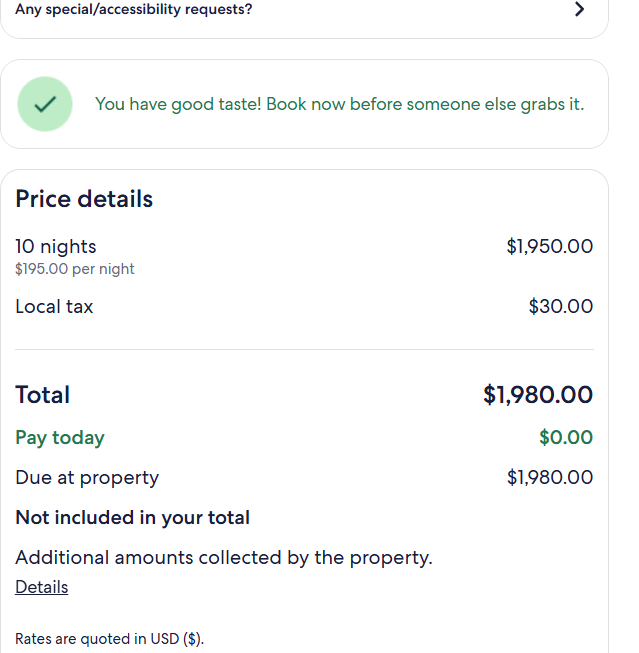 Any special/accessibility requests?
You have good taste! Book now before someone else grabs it.
Price details
10 nights $1,950.00
$195.00 per night
Local tax $30.00
Total $1,980.00
Pay today $0.00
Due at property $1,980.00
Not included in your total
Additional amounts collected by the property.
Details
Rates are quoted in USD ($).